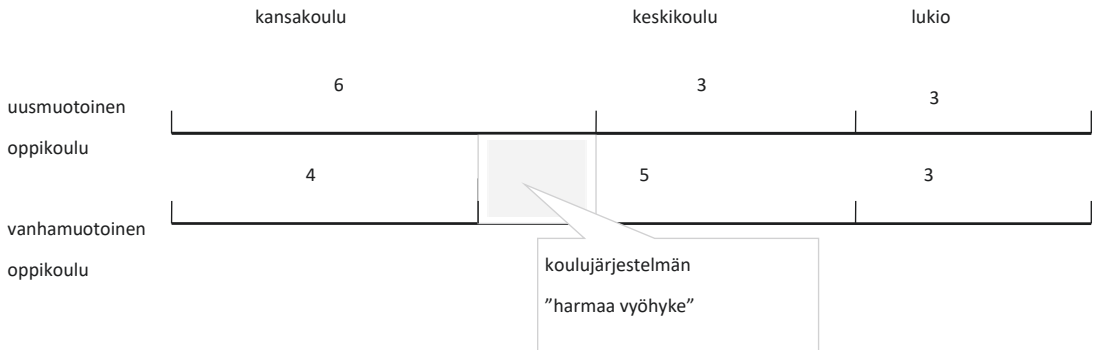 kansakoulu keskikoulu lukio
6 3 3
uusmuotoinen
oppikoulu
4 5 3
vanhamuotoinen
oppikoulu
koulujärjestelmän
”harmaa vyöhyke”